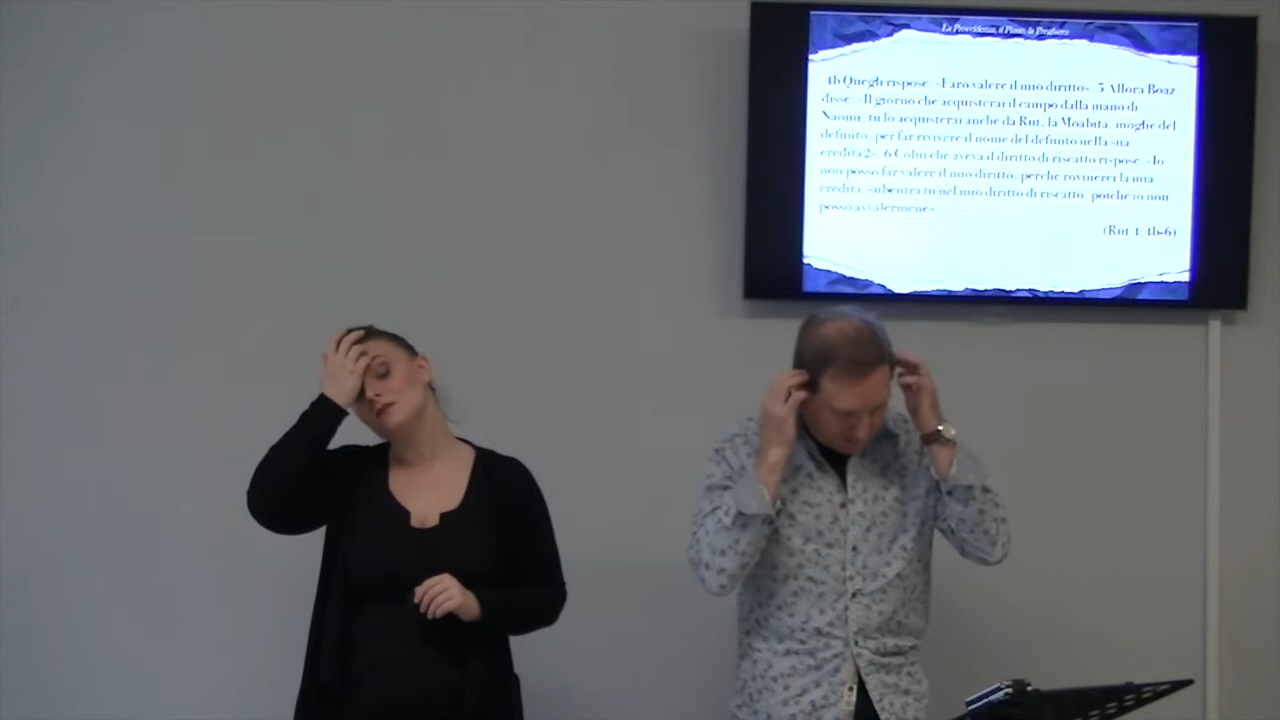 La Provvidenza, il Piano, la Preghiera
4b Quegli rispose: «Farò valere il mio diritto». 5 Allora Boaz
disse: «Il giorno che acquisterai il campo dalla mano di
Naomi, tu lo acquisterai anche da Rut, la Moabita, moglie del
defunto, per far rivivere il nome del defunto nella sua
eredità2». 6 Colui che aveva il diritto di riscatto rispose: «Io
non posso far valere il mio diritto, perché rovinerei la mia
eredità; subentra tu nel mio diritto di riscatto, poiché io non
posso avvalermene»
(Rut 4:4b-6)